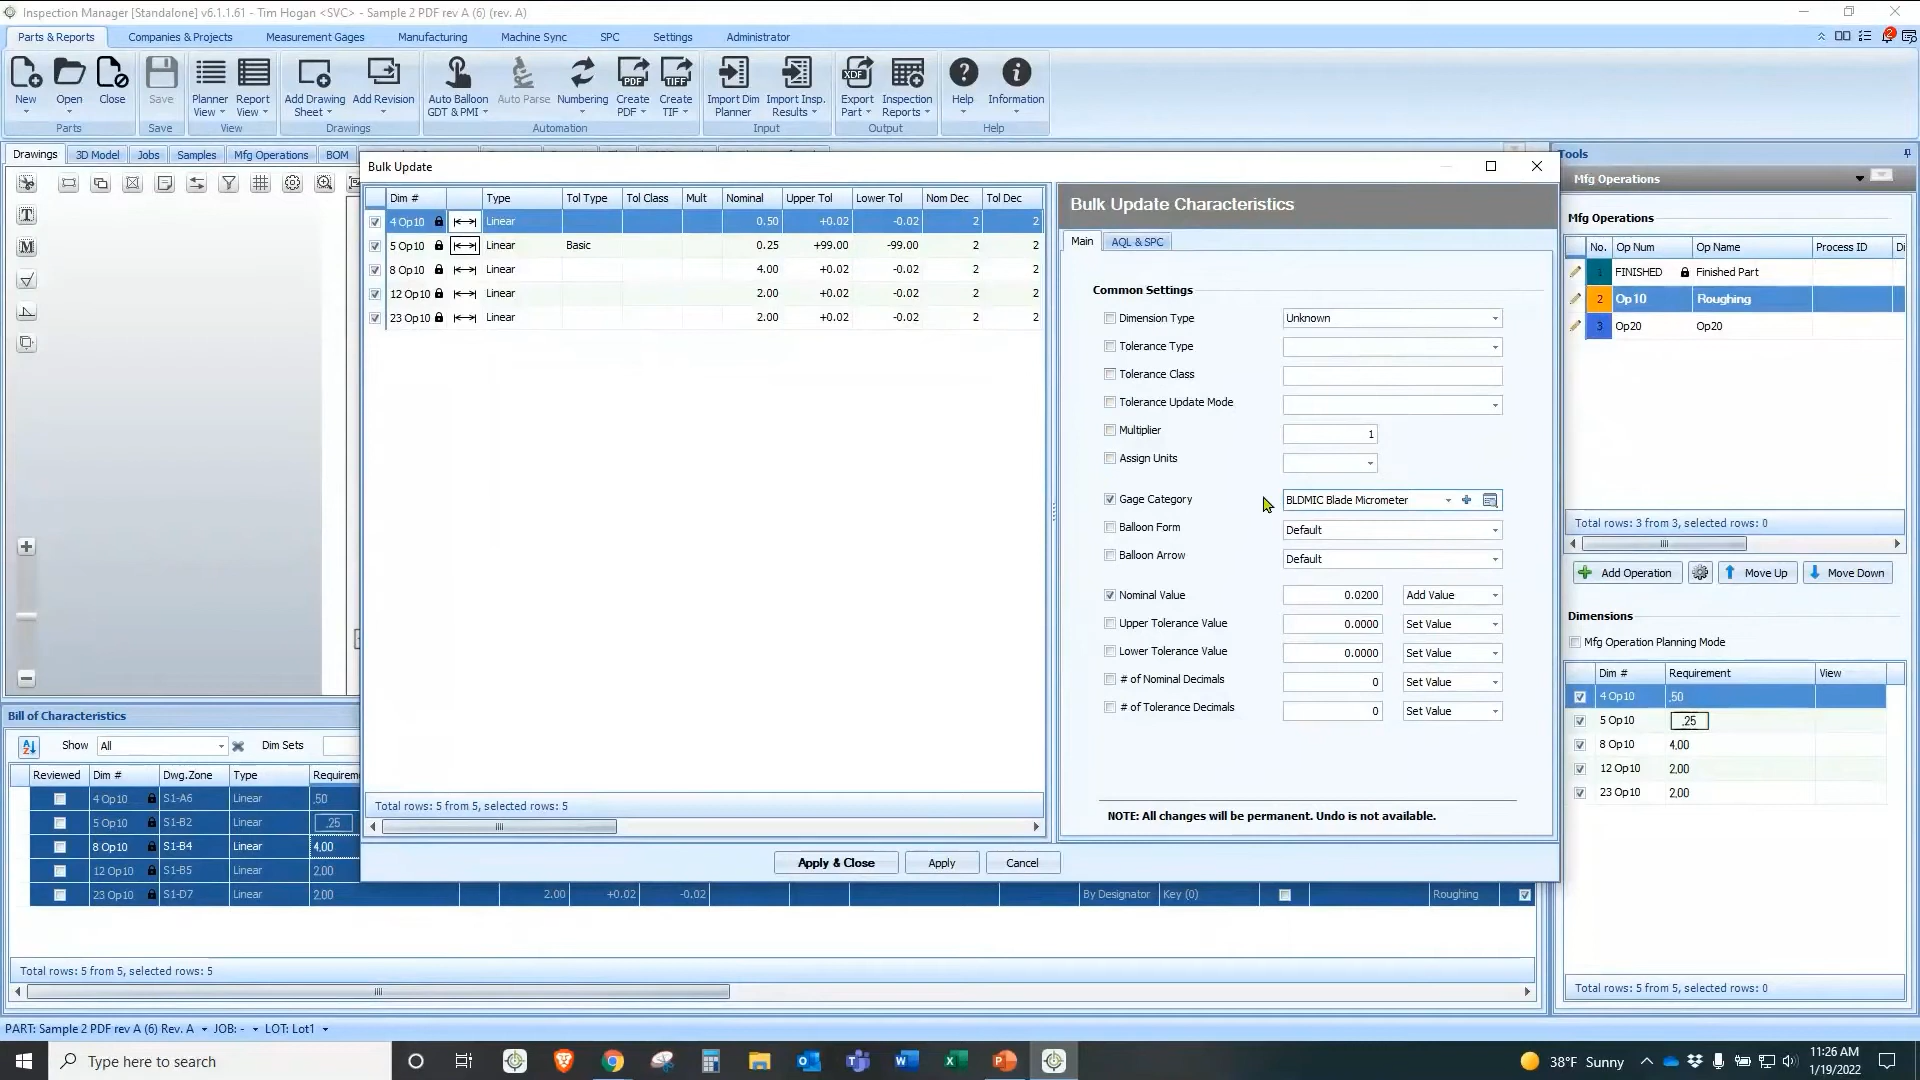 Inspection Manager [Standalone] v6.1.1.61 - Tim Hogan <SVC> - Sample 2 PDF rev A (6) (rev. A)
Parts & Reports Companies & Projects Measurement Gages Manufacturing Machine Sync SPC Settings Administrator
New Open Close Save Planner View Report View Add Drawing Sheet Add Revision Auto Balloon GDT & PMI Auto Parse Numbering Create PDF Create TIF Import Dim Planner Import Insp. Results Export Part Inspection Reports Help Information
Parts Save View Drawings Automation Input Output Help
Drawings 3D Model Jobs Samples Mfg Operations BOM
Bulk Update
Dim # Type Tol Type Tol Class Mult Nominal Upper Tol Lower Tol Nom Dec Tol Dec
4 Op10 Linear 0.50 +0.02 -0.02 2 2
5 Op10 Linear Basic 0.25 +99.00 -99.00 2 2
8 Op10 Linear 4.00 +0.02 -0.02 2 2
12 Op10 Linear 2.00 +0.02 -0.02 2 2
23 Op10 Linear 2.00 +0.02 -0.02 2 2
Total rows: 5 from 5, selected rows: 5
Bulk Update Characteristics
Main AQL & SPC
Common Settings
Dimension Type Unknown
Tolerance Type
Tolerance Class
Tolerance Update Mode
Multiplier 1
Assign Units
Gage Category BLDMIC Blade Micrometer
Balloon Form Default
Balloon Arrow Default
Nominal Value 0.0200 Add Value
Upper Tolerance Value 0.0000 Set Value
Lower Tolerance Value 0.0000 Set Value
# of Nominal Decimals 0 Set Value
# of Tolerance Decimals 0 Set Value
NOTE: All changes will be permanent. Undo is not available.
Apply & Close Apply Cancel
Tools
Mfg Operations
Mfg Operations
No. Op Num Op Name Process ID Di
1 FINISHED Finished Part
2 Op10 Roughing
3 Op20 Op20
Total rows: 3 from 3, selected rows: 0
Add Operation Move Up Move Down
Dimensions
Mfg Operation Planning Mode
Dim # Requirement View
4 Op10 .50
5 Op10 .25
8 Op10 4.00
12 Op10 2.00
23 Op10 2.00
Total rows: 5 from 5, selected rows: 0
Bill of Characteristics
Show All Dim Sets
Reviewed Dim # Dwg.Zone Type Requirem
4 Op10 S1-A6 Linear .50
5 Op10 S1-B2 Linear .25
8 Op10 S1-B4 Linear 4.00
12 Op10 S1-B5 Linear 2.00
23 Op10 S1-D7 Linear 2.00 2.00 +0.02 -0.02 By Designator Key (0) Roughing
Total rows: 5 from 5, selected rows: 5
PART: Sample 2 PDF rev A (6) Rev. A JOB: - LOT: Lot1
Type here to search
38°F Sunny
11:26 AM
1/19/2022